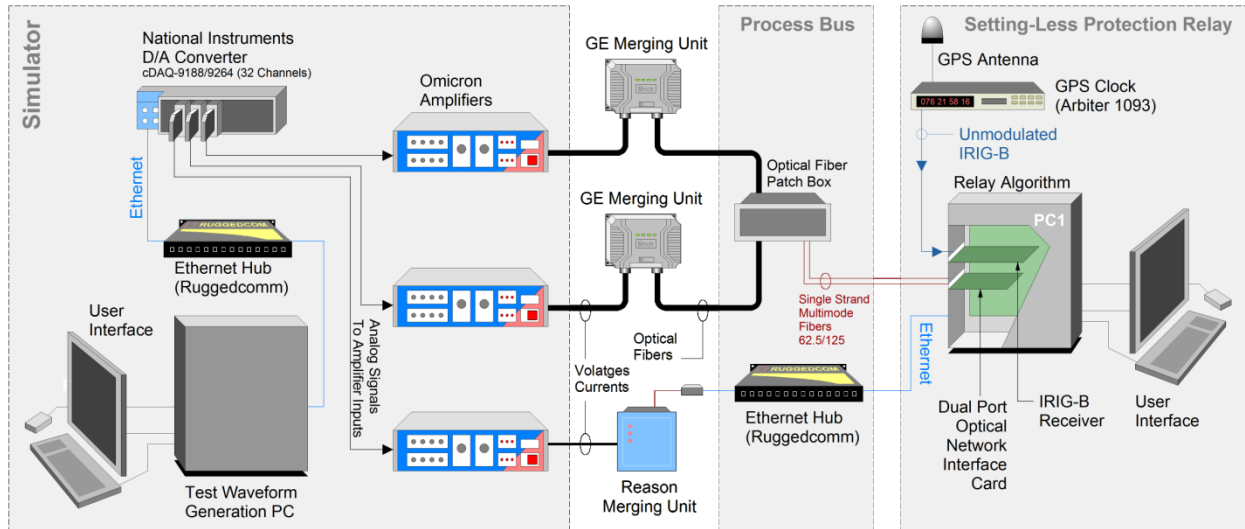 Simulator
National Instruments
D/A Converter
cDAQ-9188/9264 (32 Channels)
Ethernet
RUGGEDCOM
Ethernet Hub
(Ruggedcomm)
User
Interface
Test Waveform
Generation PC
Analog Signals
To Amplifier Inputs
Omicron
Amplifiers
GE Merging Unit
Brick
GE Merging Unit
Brick
Volatges
Currents
Optical
Fibers
Reason
Merging Unit
Process Bus
Optical Fiber
Patch Box
Single Strand
Multimode
Fibers
62.5/125
RUGGEDCOM
Ethernet Hub
(Ruggedcomm)
Ethernet
Setting-Less Protection Relay
GPS Antenna
076 21 58 16
GPS Clock
(Arbiter 1093)
Unmodulated
IRIG-B
Relay Algorithm
PC1
Dual Port
Optical
Network
Interface
Card
IRIG-B
Receiver
User
Interface